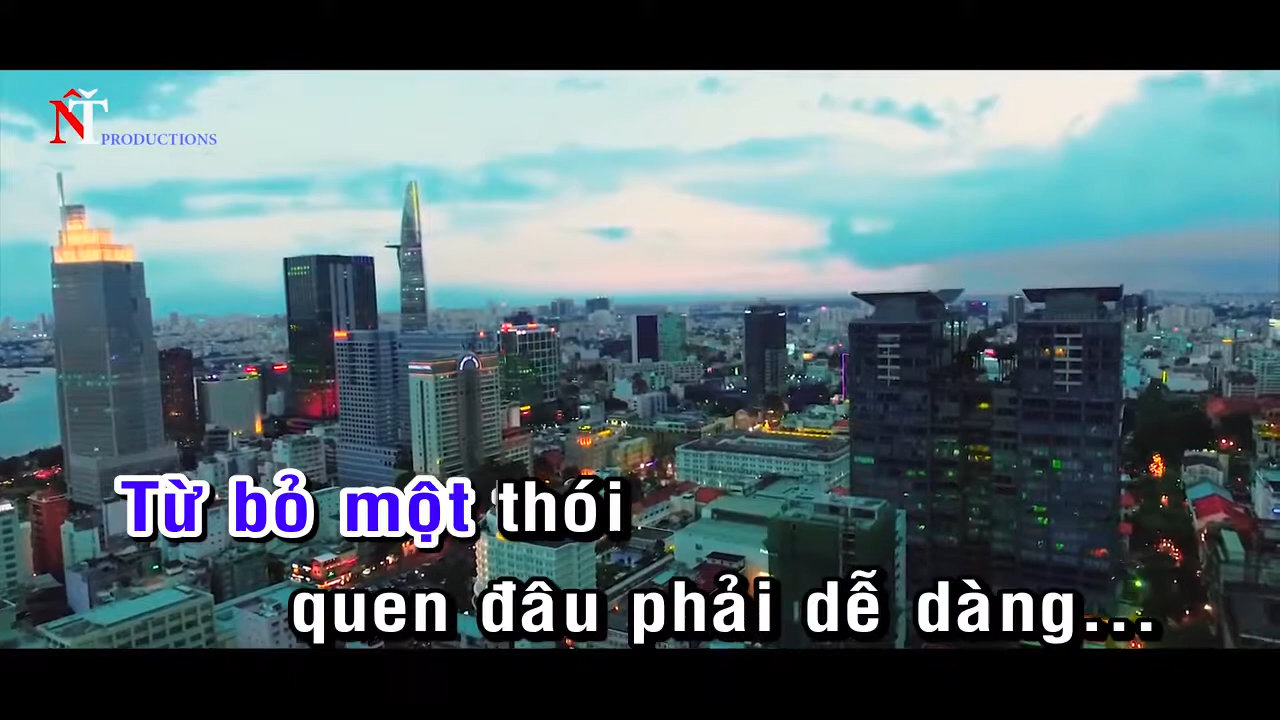 NT PRODUCTIONS
Từ bỏ một thói
quen đâu phải dễ dàng...